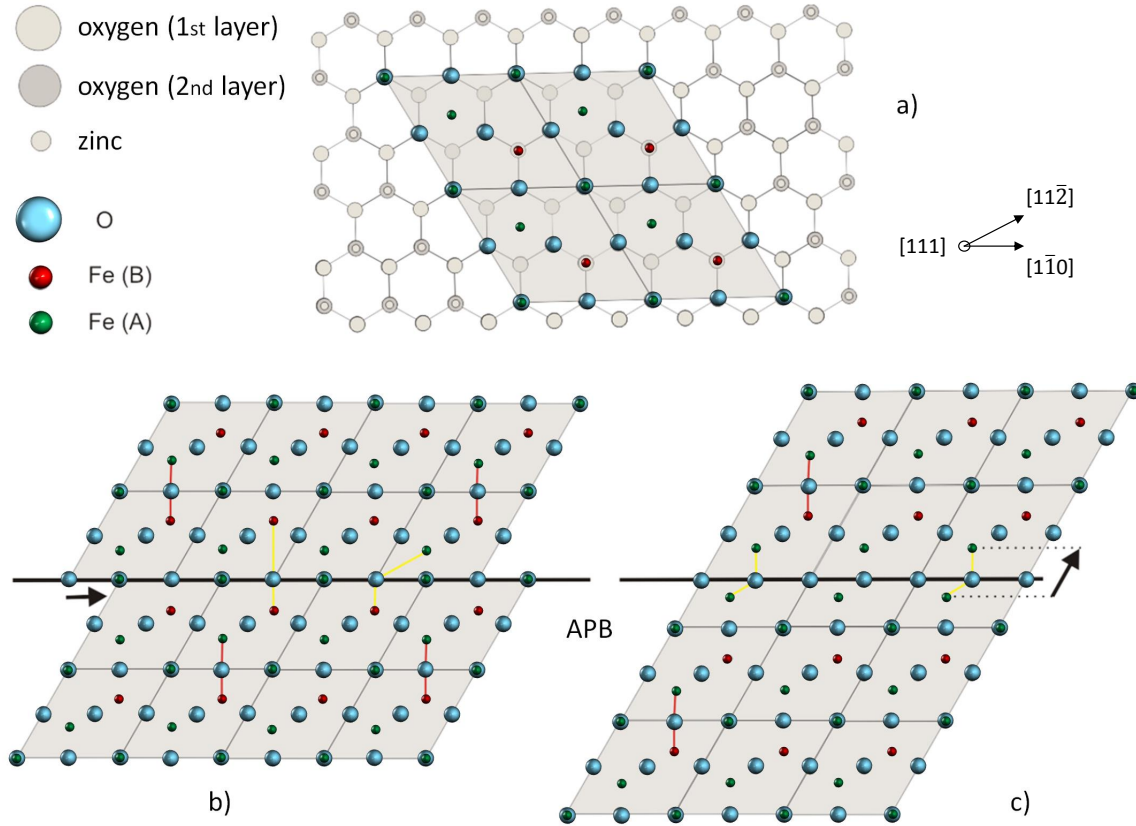 oxygen (1st layer)
oxygen (2nd layer)
zinc
O
Fe (B)
Fe (A)
a)
[112̅]
[111]
[11̅0]
APB
b)
c)